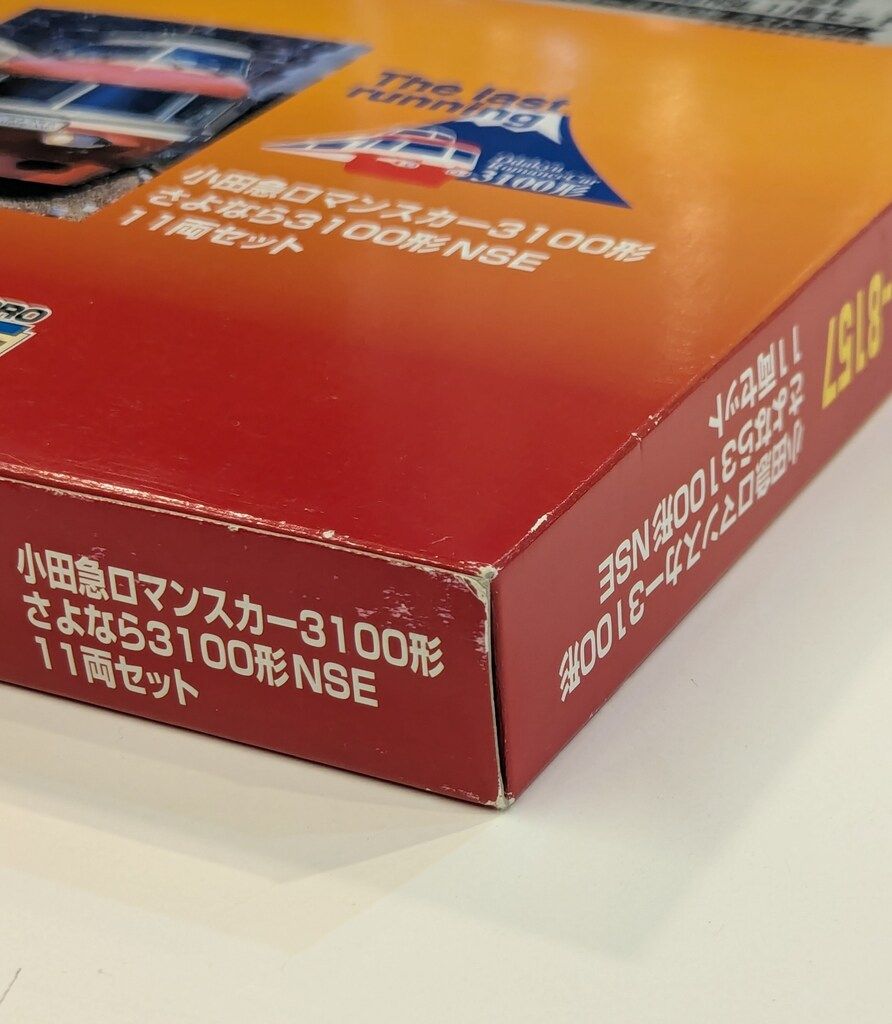 The last
running
3100形
小田急ロマンスカー3100形
さよなら3100形NSE
11両セット
小田急ロマンスカー3100形
さよなら3100形NSE
11両セット
-8157
小田急ロマンスカー3100形
さよなら3100形NSE
11両セット